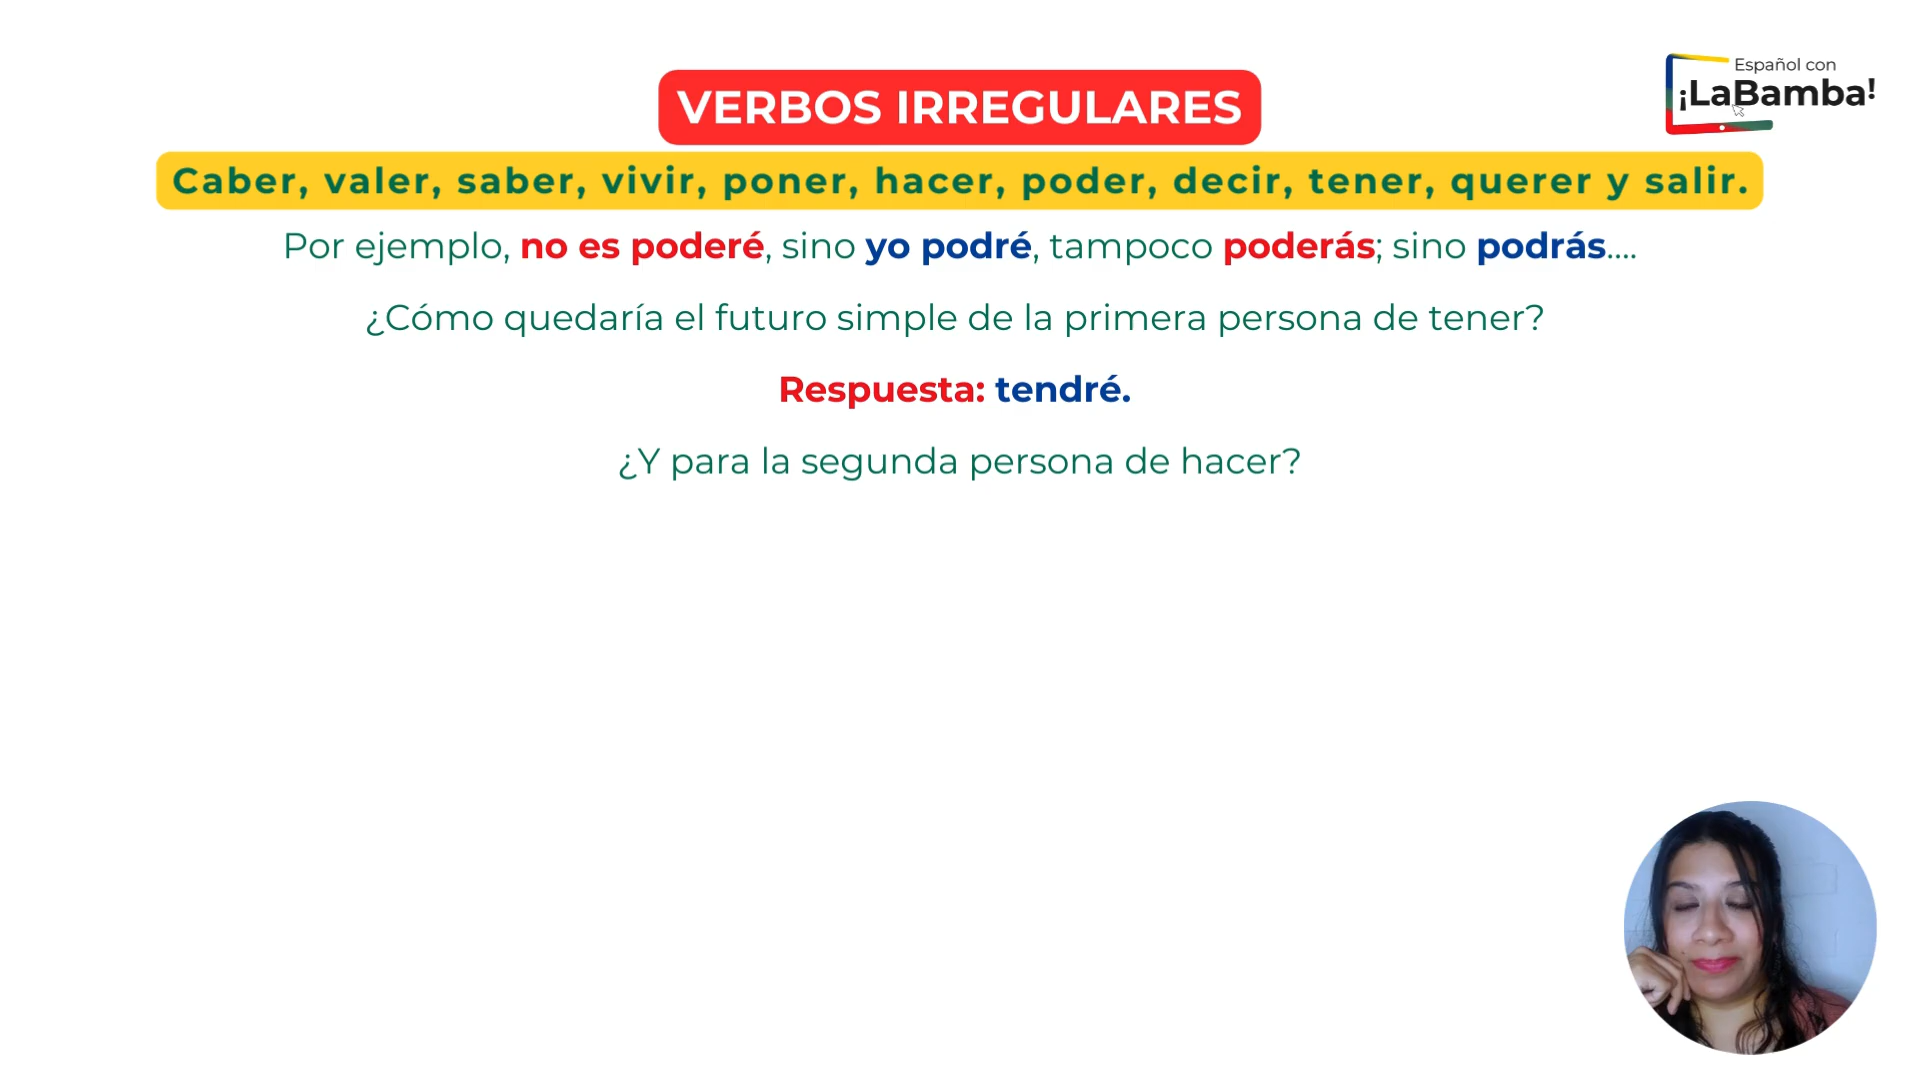 Español con
¡LaBamba!
VERBOS IRREGULARES
Caber, valer, saber, vivir, poner, hacer, poder, decir, tener, querer y salir.
Por ejemplo, no es poderé, sino yo podré, tampoco poderás; sino podrás....
¿Cómo quedaría el futuro simple de la primera persona de tener?
Respuesta: tendré.
¿Y para la segunda persona de hacer?